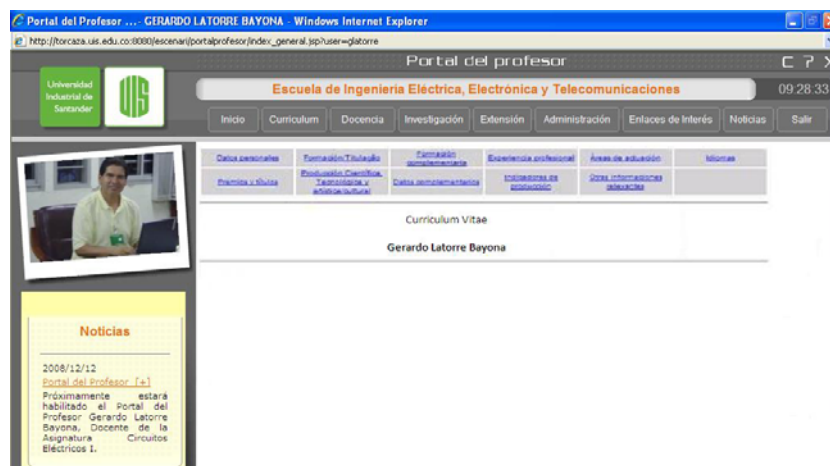 Portal del Profesor ...- GERARDO LATORRE BAYONA - Windows Internet Explorer
http://torcaza.uis.edu.co:8080/escenari/portalprofesor/index_general.jsp?user=glatorre
Portal del profesor
Universidad
Industrial de
Santander
UIS
Escuela de Ingeniería Eléctrica, Electrónica y Telecomunicaciones
09:28:33
Inicio Curriculum Docencia Investigación Extensión Administración Enlaces de Interés Noticias Salir
Datos personales Formación/Titulação Formación complementaria Experiencia profesional Áreas de actuación Idiomas
Premios y títulos Producción Científica, Tecnológica y artística/cultural Datos complementarios Indicadores de producción Otras informaciones relevantes
Curriculum Vitae
Gerardo Latorre Bayona
Noticias
2008/12/12
Portal del Profesor [+]
Próximamente estará
habilitado el Portal del
Profesor Gerardo Latorre
Bayona, Docente de la
Asignatura Circuitos
Eléctricos I.